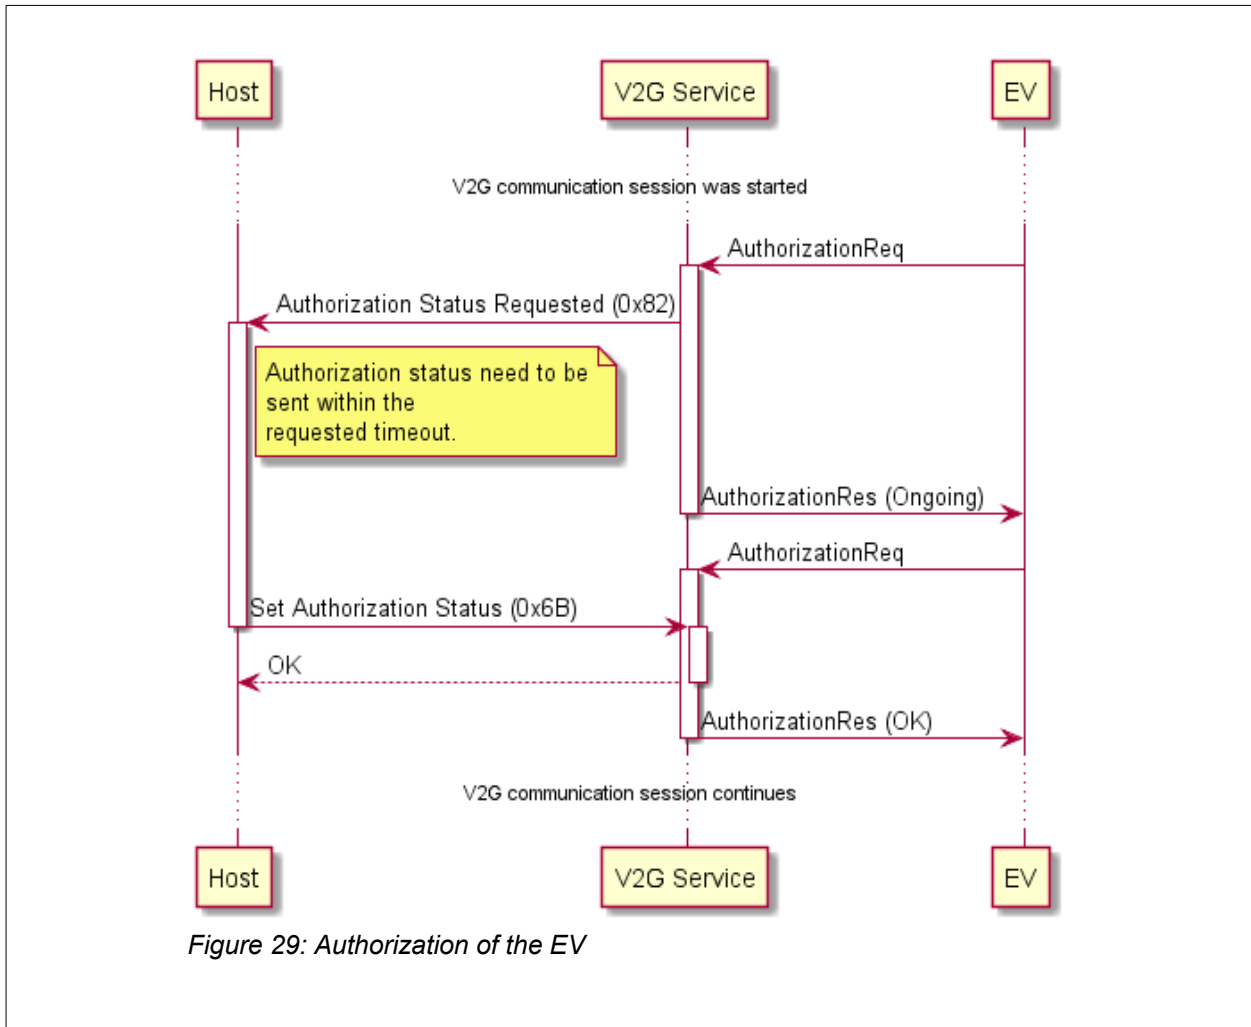 Host
V2G Service
EV
V2G communication session was started
AuthorizationReq
Authorization Status Requested (0x82)
Authorization status need to be
sent within the
requested timeout.
AuthorizationRes (Ongoing)
AuthorizationReq
Set Authorization Status (0x6B)
OK
AuthorizationRes (OK)
V2G communication session continues
Host
V2G Service
EV
Figure 29: Authorization of the EV